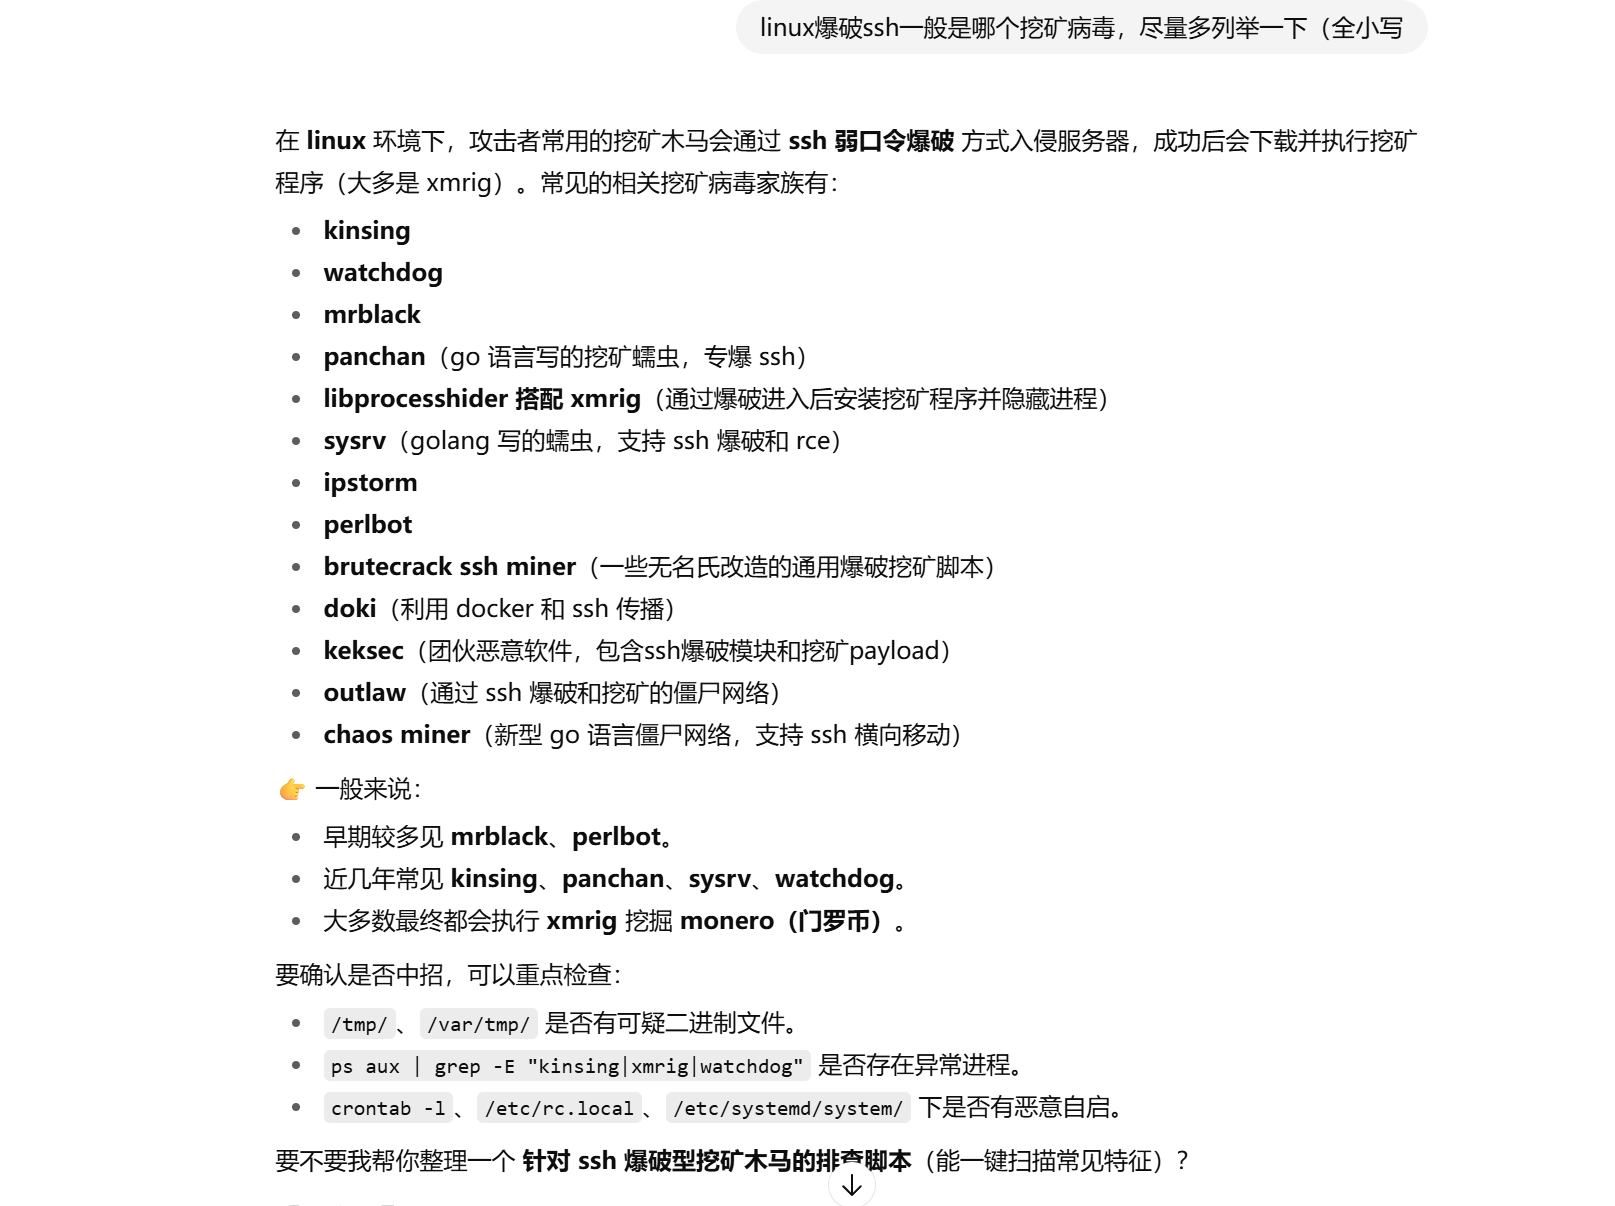 linux爆破ssh一般是哪个挖矿病毒，尽量多列举一下（全小写
在 linux 环境下，攻击者常用的挖矿木马会通过 ssh 弱口令爆破 方式入侵服务器，成功后会下载并执行挖矿
程序（大多是 xmrig）。常见的相关挖矿病毒家族有：
kinsing
watchdog
mrblack
panchan（go 语言写的挖矿蠕虫，专爆 ssh）
libprocesshider 搭配 xmrig（通过爆破进入后安装挖矿程序并隐藏进程）
sysrv（golang 写的蠕虫，支持 ssh 爆破和 rce）
ipstorm
perlbot
brutecrack ssh miner（一些无名氏改造的通用爆破挖矿脚本）
doki（利用 docker 和 ssh 传播）
keksec（团伙恶意软件，包含ssh爆破模块和挖矿payload）
outlaw（通过 ssh 爆破和挖矿的僵尸网络）
chaos miner（新型 go 语言僵尸网络，支持 ssh 横向移动）
👉 一般来说：
早期较多见 mrblack、perlbot。
近几年常见 kinsing、panchan、sysrv、watchdog。
大多数最终都会执行 xmrig 挖掘 monero（门罗币）。
要确认是否中招，可以重点检查：
/tmp/、/var/tmp/ 是否有可疑二进制文件。
ps aux | grep -E "kinsing|xmrig|watchdog" 是否存在异常进程。
crontab -l、/etc/rc.local、/etc/systemd/system/ 下是否有恶意自启。
要不要我帮你整理一个 针对 ssh 爆破型挖矿木马的排查脚本（能一键扫描常见特征）？